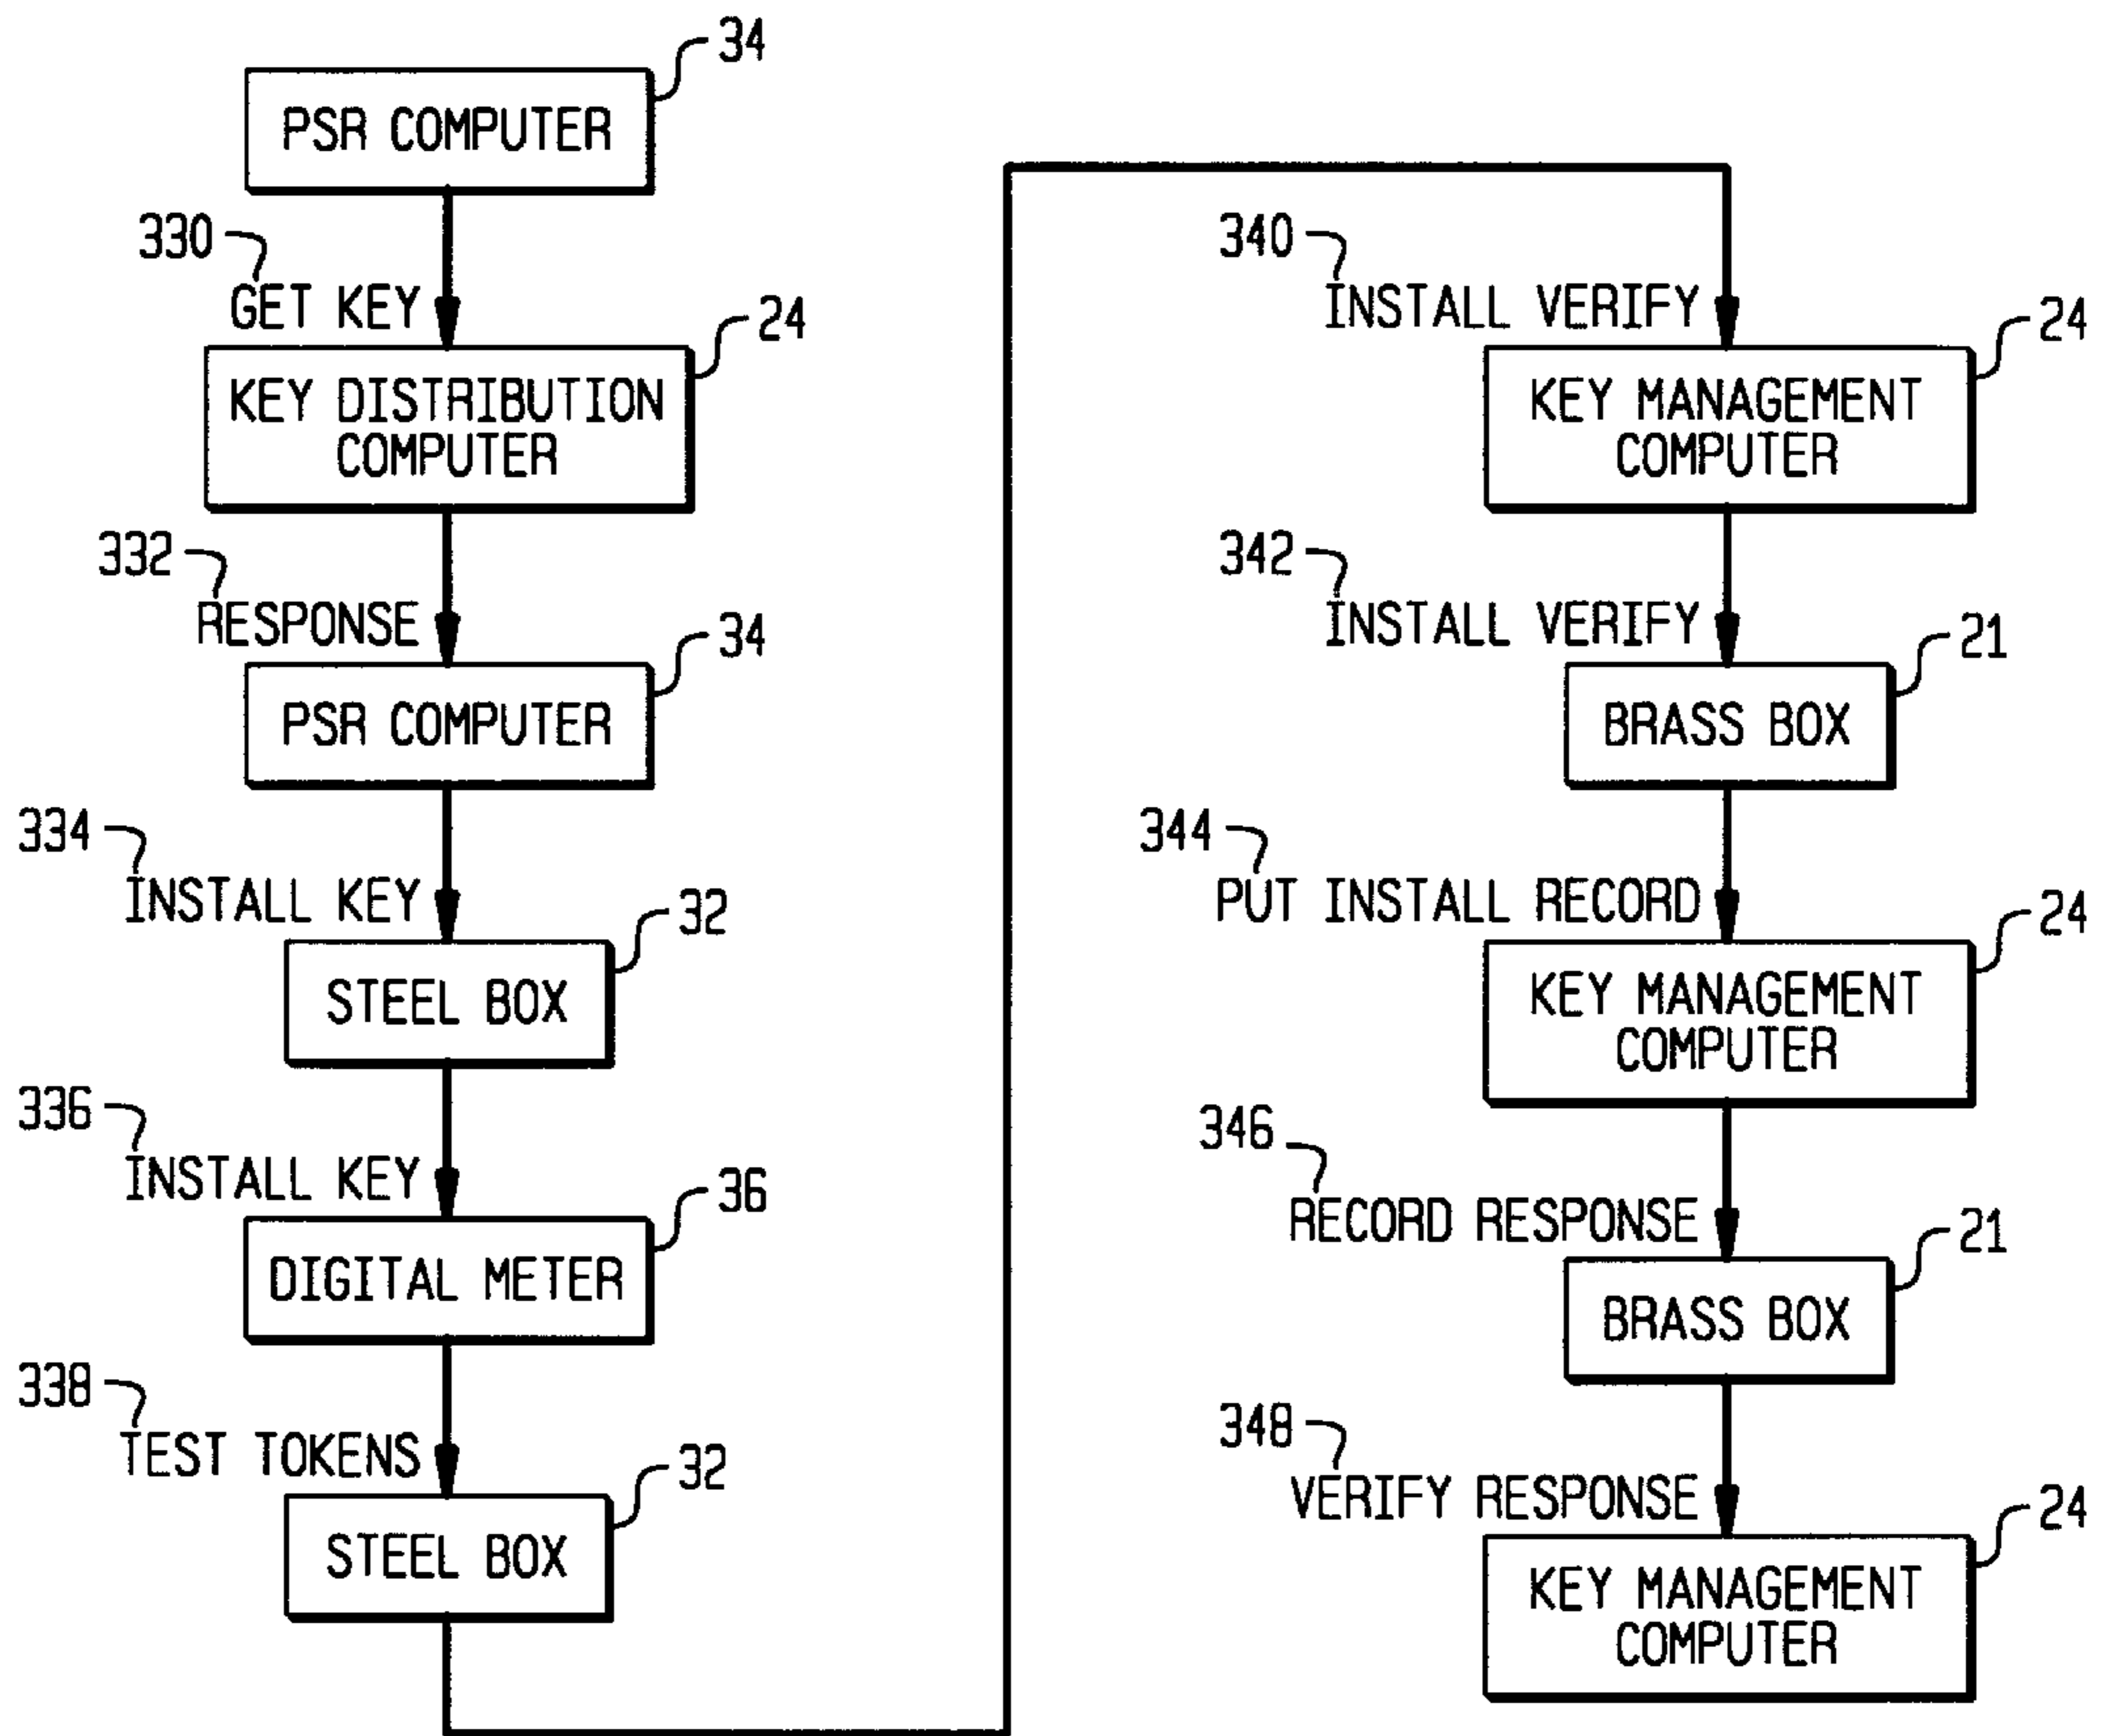 34
PSR COMPUTER
330
GET KEY
24
KEY DISTRIBUTION
COMPUTER
332
RESPONSE
34
PSR COMPUTER
334
INSTALL KEY
32
STEEL BOX
336
INSTALL KEY
36
DIGITAL METER
338
TEST TOKENS
32
STEEL BOX
340
INSTALL VERIFY
24
KEY MANAGEMENT
COMPUTER
342
INSTALL VERIFY
21
BRASS BOX
344
PUT INSTALL RECORD
24
KEY MANAGEMENT
COMPUTER
346
RECORD RESPONSE
21
BRASS BOX
348
VERIFY RESPONSE
24
KEY MANAGEMENT
COMPUTER